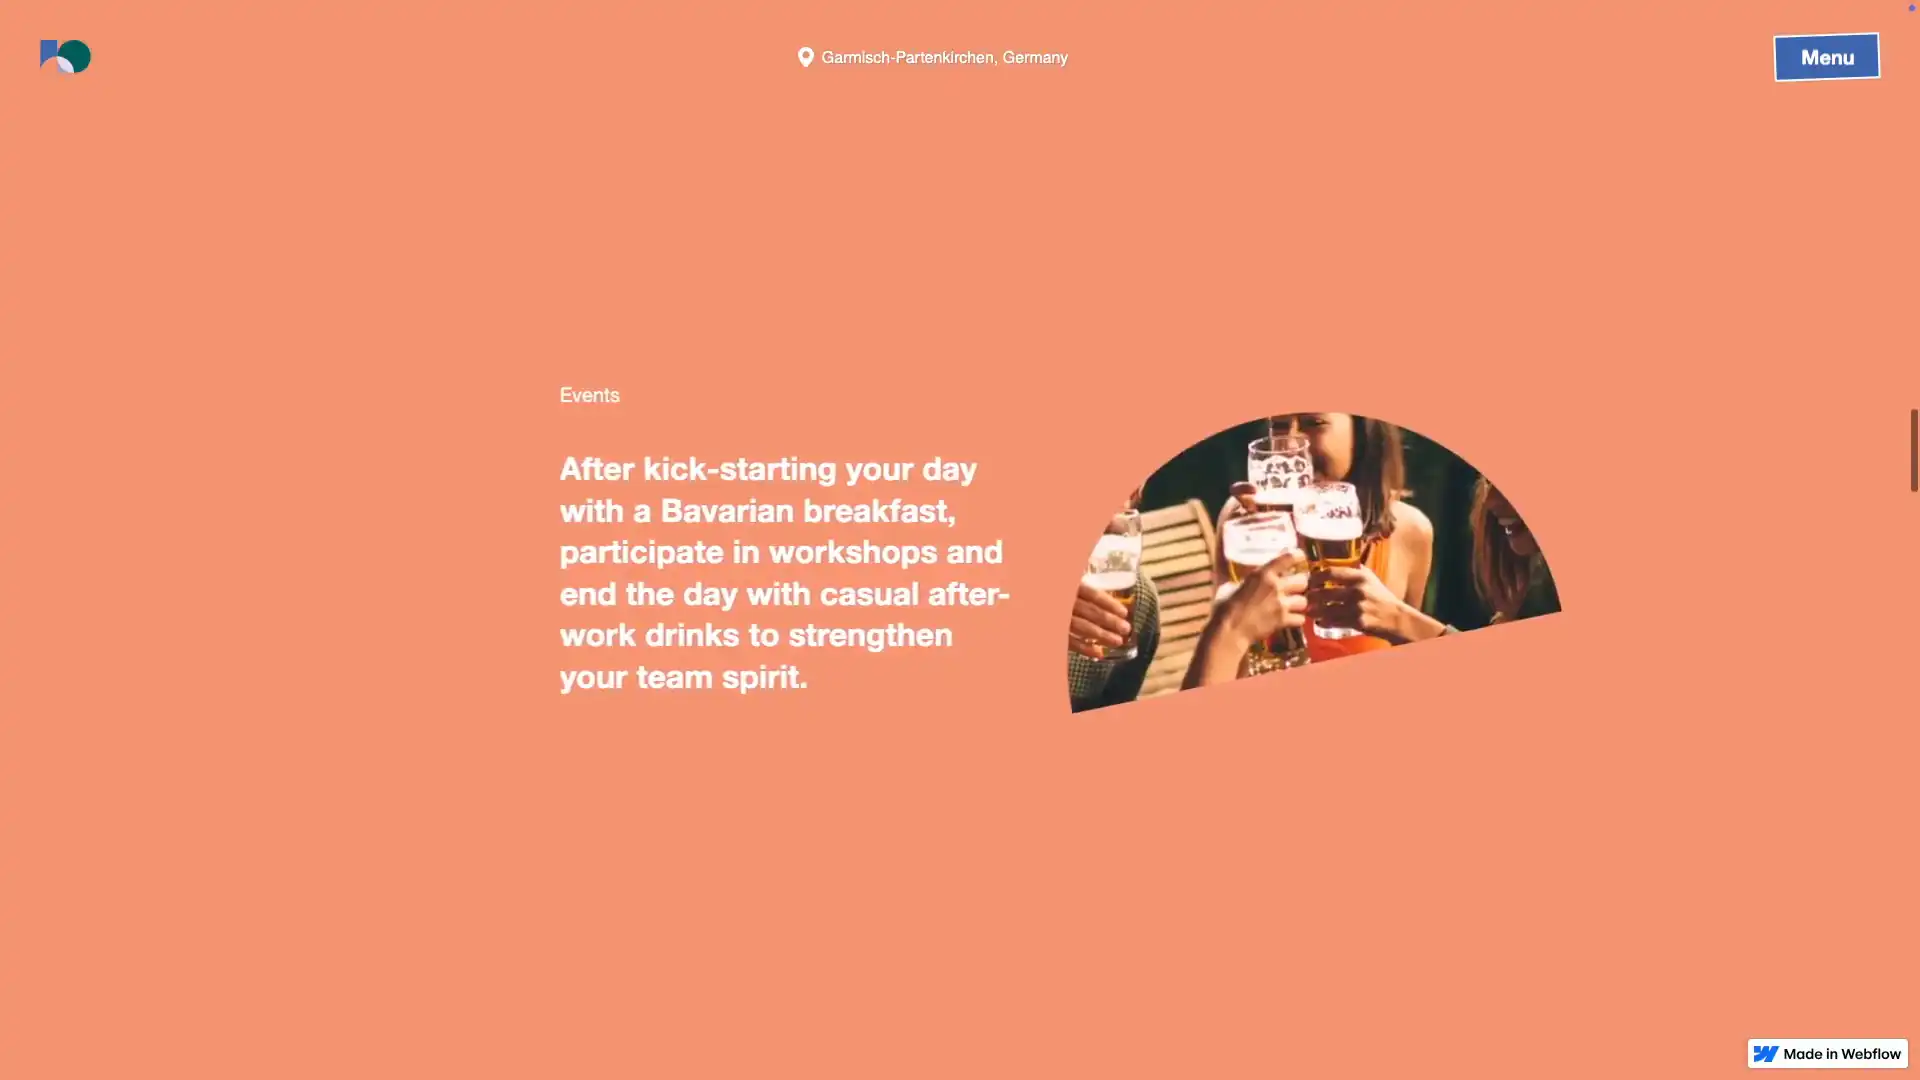 Garmisch-Partenkirchen, Germany
Menu
Events
After kick-starting your day
with a Bavarian breakfast,
participate in workshops and
end the day with casual after-
work drinks to strengthen
your team spirit.
Made in Webflow